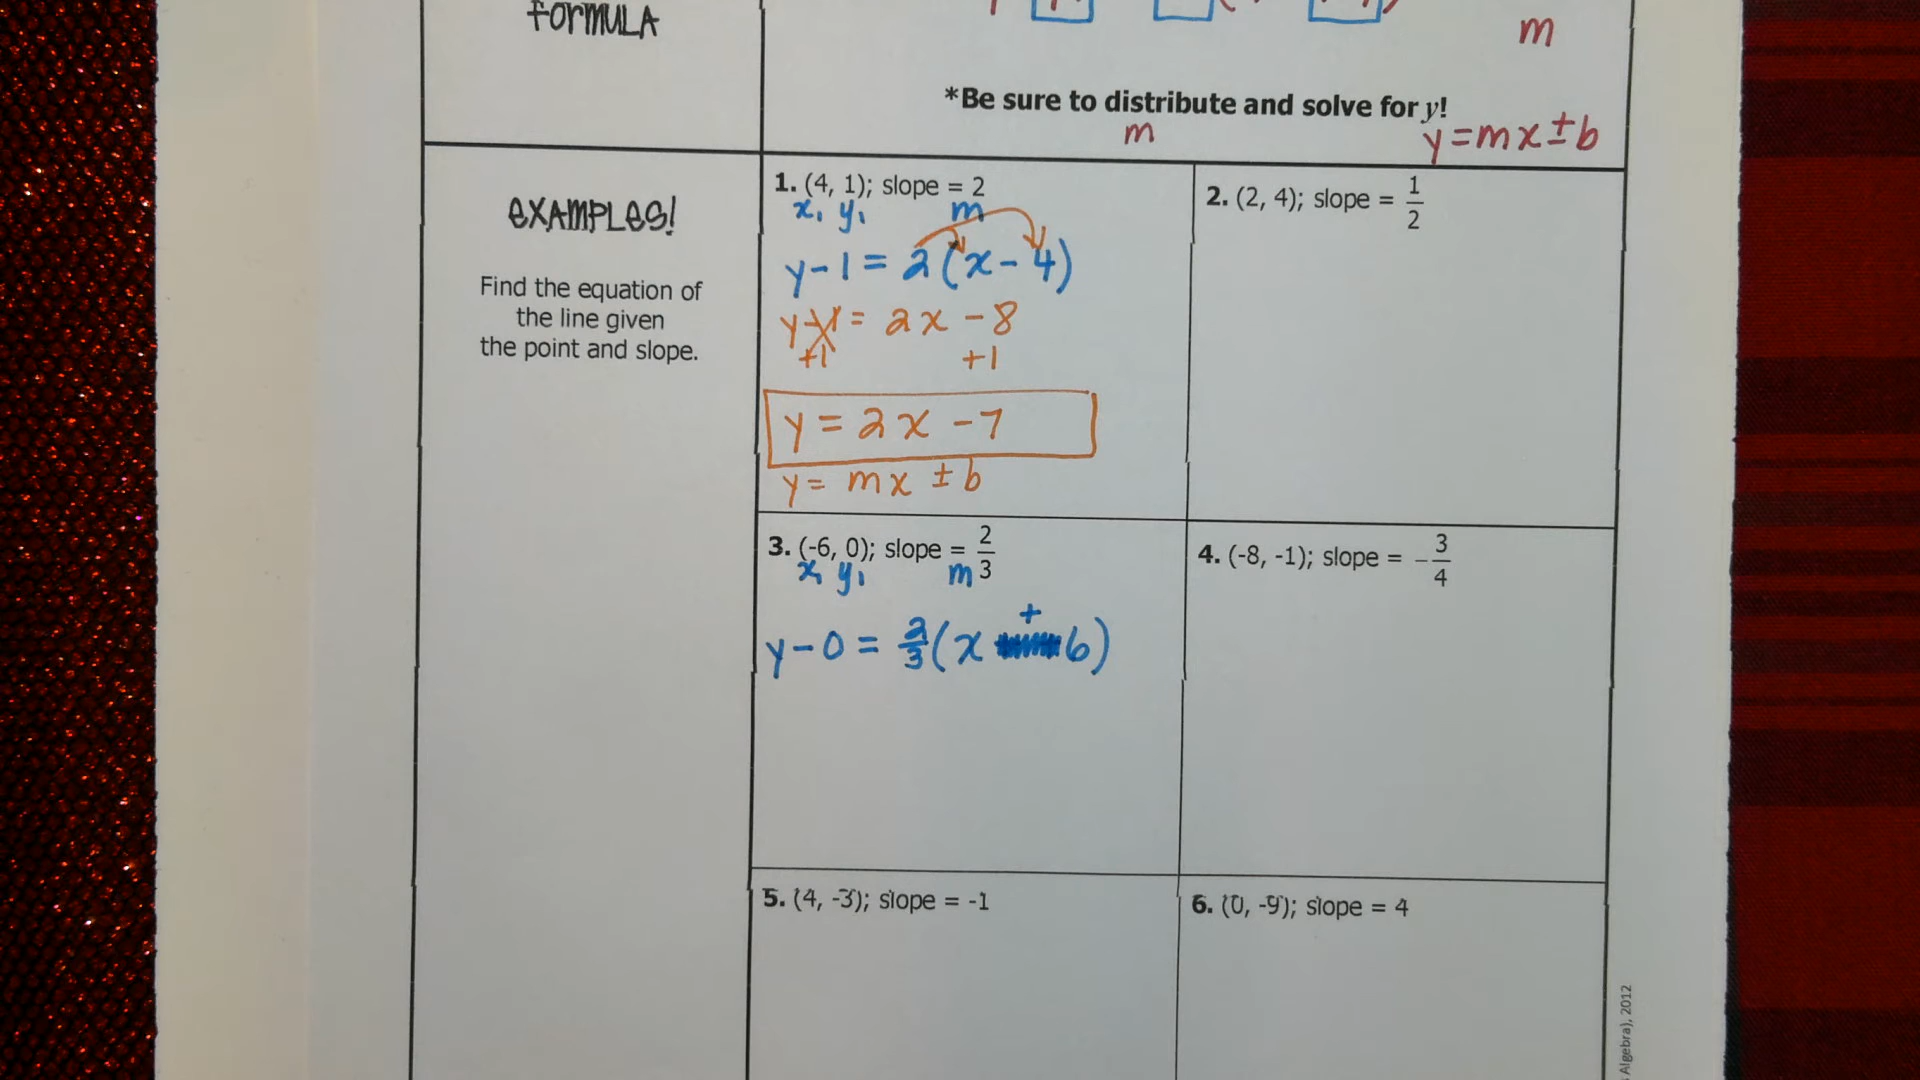 FORMULA
m
*Be sure to distribute and solve for y!
m
y=mx±b
EXAMPLES!
Find the equation of
the line given
the point and slope.
1. (4, 1); slope = 2
x₁ y₁ m
y-1 = 2(x-4)
y-1 = 2x -8
+1 +1
y = 2x -7
y = mx ±b
2. (2, 4); slope = 1/2
3. (-6, 0); slope = 2/3
x₁ y₁ m
y-0 = 2/3(x + 6)
4. (-8, -1); slope = -3/4
5. (4, -3); slope = -1
6. (0, -9); slope = 4
Algebra), 2012